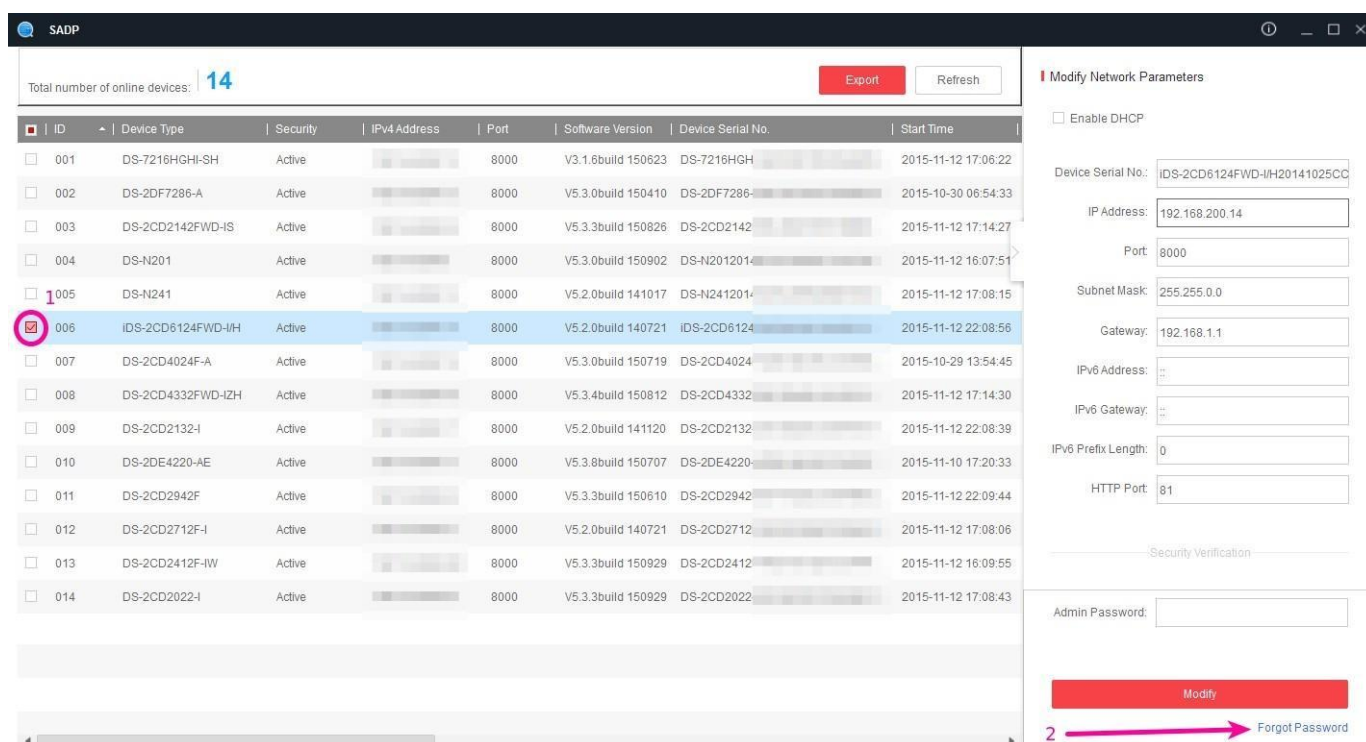 SADP
Total number of online devices: 14
Export
Refresh
ID Device Type Security IPv4 Address Port Software Version Device Serial No. Start Time
001 DS-7216HGHI-SH Active 8000 V3.1.6build 150623 DS-7216HGH 2015-11-12 17:06:22
002 DS-2DF7286-A Active 8000 V5.3.0build 150410 DS-2DF7286- 2015-10-30 06:54:33
003 DS-2CD2142FWD-IS Active 8000 V5.3.3build 150826 DS-2CD2142 2015-11-12 17:14:27
004 DS-N201 Active 8000 V5.3.0build 150902 DS-N2012014 2015-11-12 16:07:51
1 005 DS-N241 Active 8000 V5.2.0build 141017 DS-N2412014 2015-11-12 17:08:15
006 iDS-2CD6124FWD-I/H Active 8000 V5.2.0build 140721 iDS-2CD6124 2015-11-12 22:08:56
007 DS-2CD4024F-A Active 8000 V5.3.0build 150719 DS-2CD4024 2015-10-29 13:54:45
008 DS-2CD4332FWD-IZH Active 8000 V5.3.4build 150812 DS-2CD4332 2015-11-12 17:14:30
009 DS-2CD2132-I Active 8000 V5.2.0build 141120 DS-2CD2132 2015-11-12 22:08:39
010 DS-2DE4220-AE Active 8000 V5.3.8build 150707 DS-2DE4220- 2015-11-10 17:20:33
011 DS-2CD2942F Active 8000 V5.3.3build 150610 DS-2CD2942 2015-11-12 22:09:44
012 DS-2CD2712F-I Active 8000 V5.2.0build 140721 DS-2CD2712 2015-11-12 17:08:06
013 DS-2CD2412F-IW Active 8000 V5.3.3build 150929 DS-2CD2412 2015-11-12 16:09:55
014 DS-2CD2022-I Active 8000 V5.3.3build 150929 DS-2CD2022 2015-11-12 17:08:43
Modify Network Parameters
Enable DHCP
Device Serial No.: iDS-2CD6124FWD-I/H20141025CC
IP Address: 192.168.200.14
Port: 8000
Subnet Mask: 255.255.0.0
Gateway: 192.168.1.1
IPv6 Address: ::
IPv6 Gateway: ::
IPv6 Prefix Length: 0
HTTP Port: 81
Security Verification
Admin Password:
Modify
2 Forgot Password